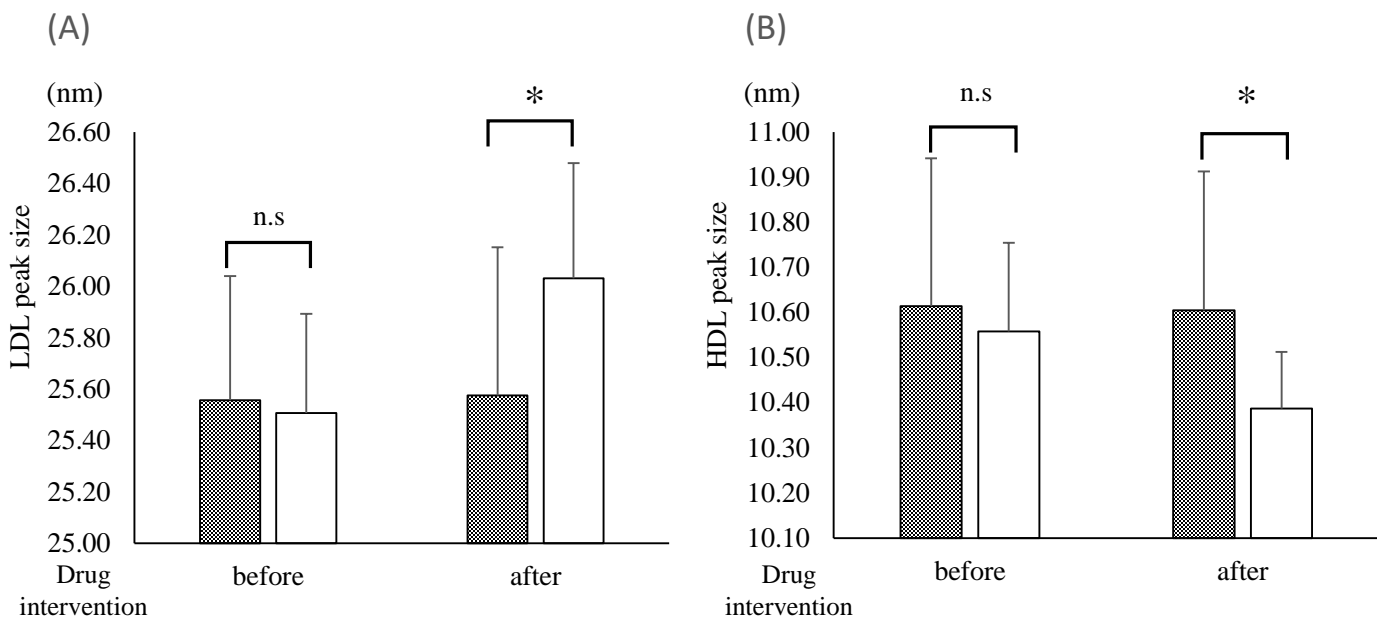 (A)
(nm)
LDL peak size
26.60
26.40
26.20
26.00
25.80
25.60
25.40
25.20
25.00
n.s
*
Drug
intervention
before
after
(B)
(nm)
HDL peak size
11.00
10.90
10.80
10.70
10.60
10.50
10.40
10.30
10.20
10.10
n.s
*
Drug
intervention
before
after